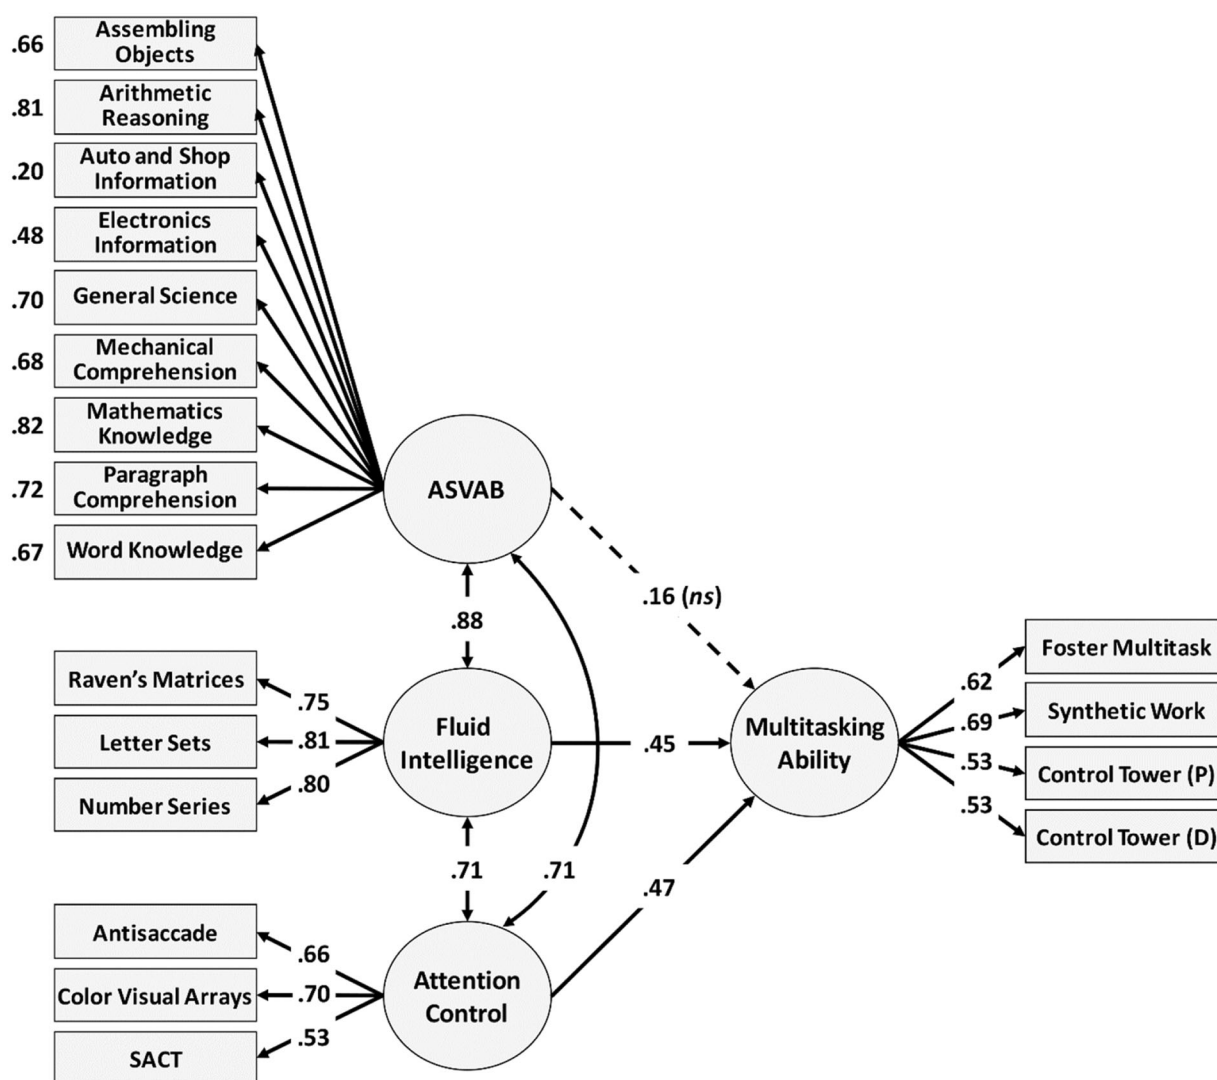 .66
Assembling
Objects
.81
Arithmetic
Reasoning
.20
Auto and Shop
Information
.48
Electronics
Information
.70
General Science
.68
Mechanical
Comprehension
.82
Mathematics
Knowledge
.72
Paragraph
Comprehension
.67
Word Knowledge
ASVAB
.16 (ns)
.88
Raven’s Matrices
Letter Sets
Number Series
.75
.81
.80
Fluid
Intelligence
.45
Multitasking
Ability
.62
.69
.53
.53
Foster Multitask
Synthetic Work
Control Tower (P)
Control Tower (D)
.71
.71
.47
Antisaccade
Color Visual Arrays
SACT
.66
.70
.53
Attention
Control